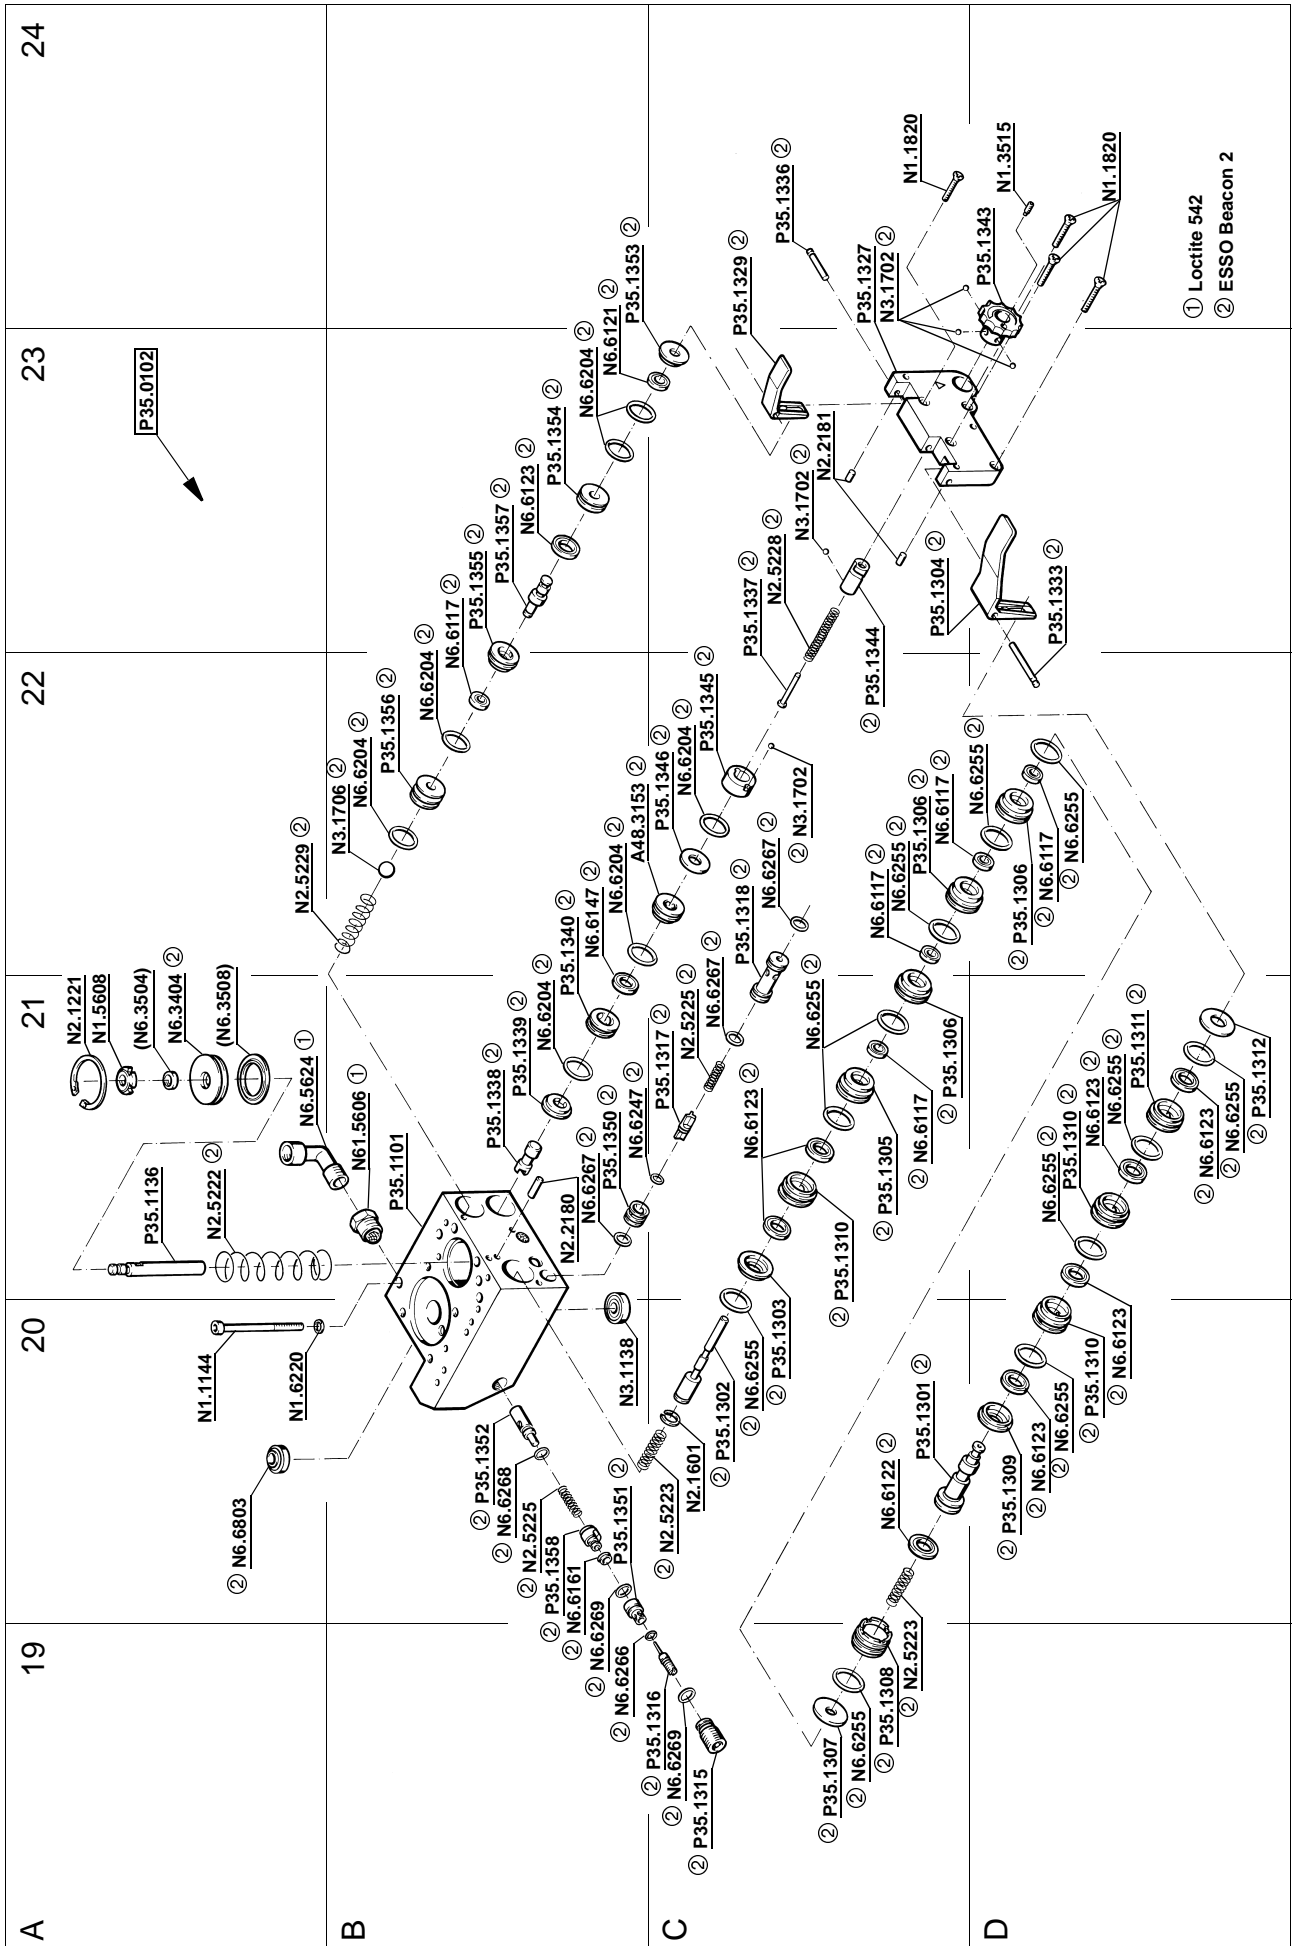 A
B
C
D
19
20
21
22
23
24
P35.0102
② N6.6803
N1.1144
N1.6220
P35.1136
N2.5222 ②
N2.1221
N1.5608
(N6.3504)
N6.3404 ②
(N6.3508)
N6.5624 ①
N61.5606 ①
P35.1101
N2.5229 ②
N3.1706 ②
N6.6204 ②
P35.1356 ②
N6.6204 ②
N6.6117 ②
P35.1355 ②
P35.1357 ②
N6.6123 ②
P35.1354 ②
N6.6204 ②
N6.6121 ②
P35.1353 ②
② P35.1352
② N6.6268
② N2.5225
② P35.1358
② N6.6161
② N6.6269
② N6.6266
② P35.1316
② N6.6269
② P35.1315
P35.1351 ②
N3.1138
P35.1338 ②
P35.1339 ②
N6.6204 ②
P35.1340 ②
N6.6147 ②
N6.6204 ②
A48.3153 ②
P35.1346 ②
N6.6204 ②
P35.1345 ②
N3.1702
②
P35.1337 ②
N2.5228 ②
N3.1702 ②
② P35.1344
N2.2181
N2.2180
N6.6267 ②
P35.1350 ②
N6.6247 ②
P35.1317 ②
N2.5225 ②
N6.6267 ②
P35.1318 ②
N6.6267 ②
P35.1329 ②
P35.1336 ②
P35.1327
N3.1702 ②
P35.1343
N1.1820
N1.3515
N1.1820
P35.1304 ②
P35.1333 ②
② N2.5223
N2.1601
② P35.1302
② N6.6255
② P35.1303
N6.6123 ②
② P35.1310
② P35.1305
N6.6255 ②
② N6.6117
② P35.1306
N6.6117 ②
N6.6255 ②
P35.1306 ②
N6.6117 ②
N6.6255 ②
② P35.1306
② N6.6117
② N6.6255
② P35.1307
② N6.6255
② P35.1308
② N2.5223
N6.6122 ②
P35.1301 ②
② P35.1309
② N6.6123
② N6.6255
② P35.1310
② N6.6123
N6.6255 ②
P35.1310 ②
N6.6123 ②
N6.6255 ②
P35.1311 ②
② N6.6123
② N6.6255
② P35.1312
① Loctite 542
② ESSO Beacon 2